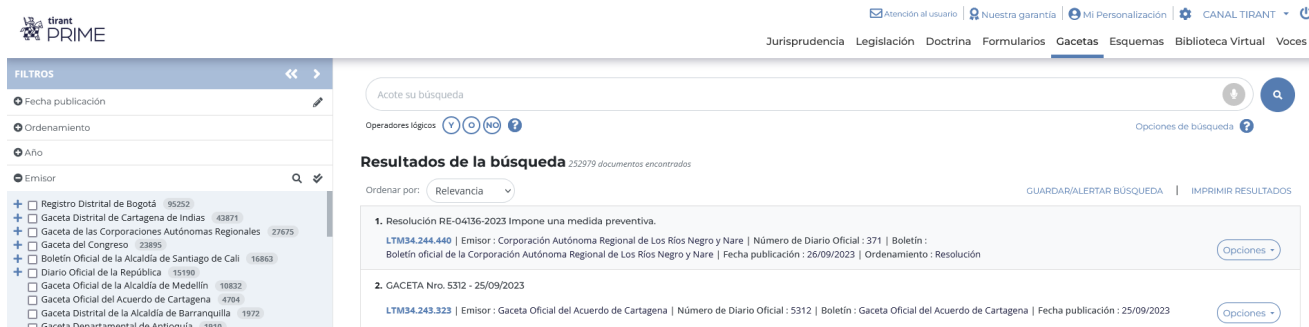 tirant
PRIME
Atención al usuario
Nuestra garantía
Mi Personalización
CANAL TIRANT
Jurisprudencia Legislación Doctrina Formularios Gacetas Esquemas Biblioteca Virtual Voces
FILTROS
Fecha publicación
Ordenamiento
Año
Emisor
Registro Distrital de Bogotá 95252
Gaceta Distrital de Cartagena de Indias 43871
Gaceta de las Corporaciones Autónomas Regionales 27675
Gaceta del Congreso 23895
Boletín Oficial de la Alcaldía de Santiago de Cali 16863
Diario Oficial de la República 15190
Gaceta Oficial de la Alcaldía de Medellín 10832
Gaceta Oficial del Acuerdo de Cartagena 4704
Gaceta Distrital de la Alcaldía de Barranquilla 1972
Gaceta Departamental de Antioquía 1910
Acote su búsqueda
Operadores lógicos Y O NO ?
Opciones de búsqueda ?
Resultados de la búsqueda 252979 documentos encontrados
Ordenar por: Relevancia
GUARDAR/ALERTAR BÚSQUEDA | IMPRIMIR RESULTADOS
1. Resolución RE-04136-2023 Impone una medida preventiva.
LTM34.244.440 | Emisor : Corporación Autónoma Regional de Los Ríos Negro y Nare | Número de Diario Oficial : 371 | Boletín :
Boletín oficial de la Corporación Autónoma Regional de Los Ríos Negro y Nare | Fecha publicación : 26/09/2023 | Ordenamiento : Resolución
Opciones
2. GACETA Nro. 5312 - 25/09/2023
LTM34.243.323 | Emisor : Gaceta Oficial del Acuerdo de Cartagena | Número de Diario Oficial : 5312 | Boletín : Gaceta Oficial del Acuerdo de Cartagena | Fecha publicación : 25/09/2023
Opciones